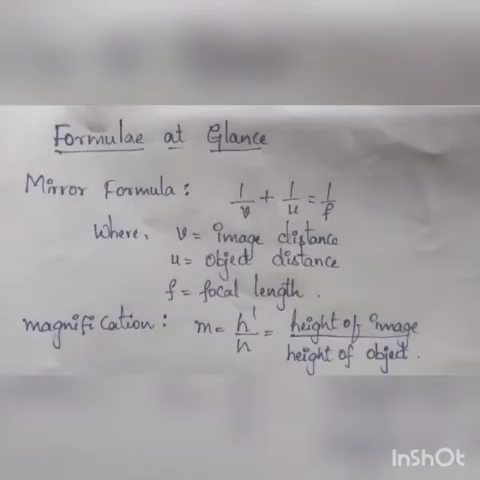 Formulae at Glance
Mirror Formula: 1/v + 1/u = 1/f
Where, v = image distance
u = object distance
f = focal length.
magnification: m = h'/h = height of image/height of object.
InShOt